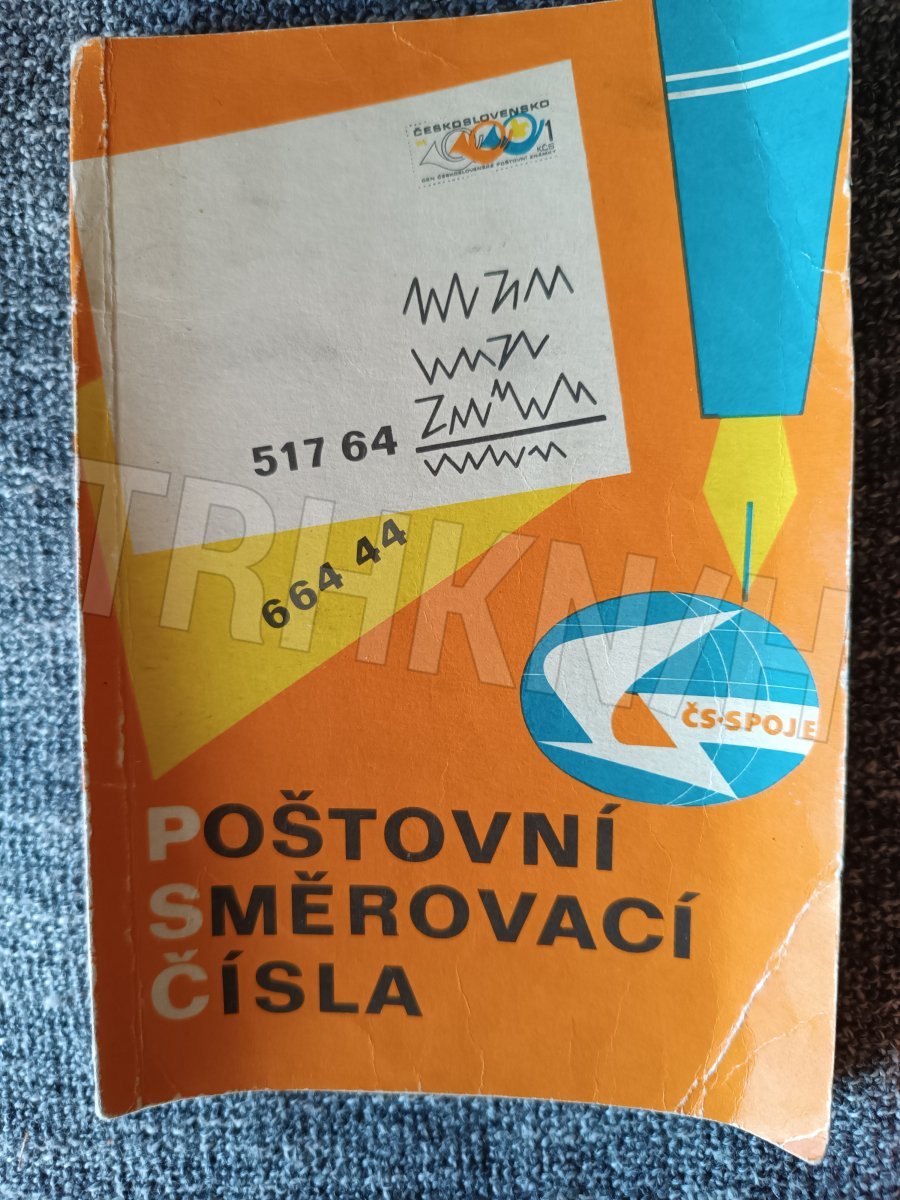 ČESKOSLOVENSKO
1
KČS
DEN ČESKOSLOVENSKÉ POŠTOVNÍ ZNÁMKY
517 64
664 44
TRHKNIH
ČS·SPOJE
POŠTOVNÍ
SMĚROVACÍ
ČÍSLA